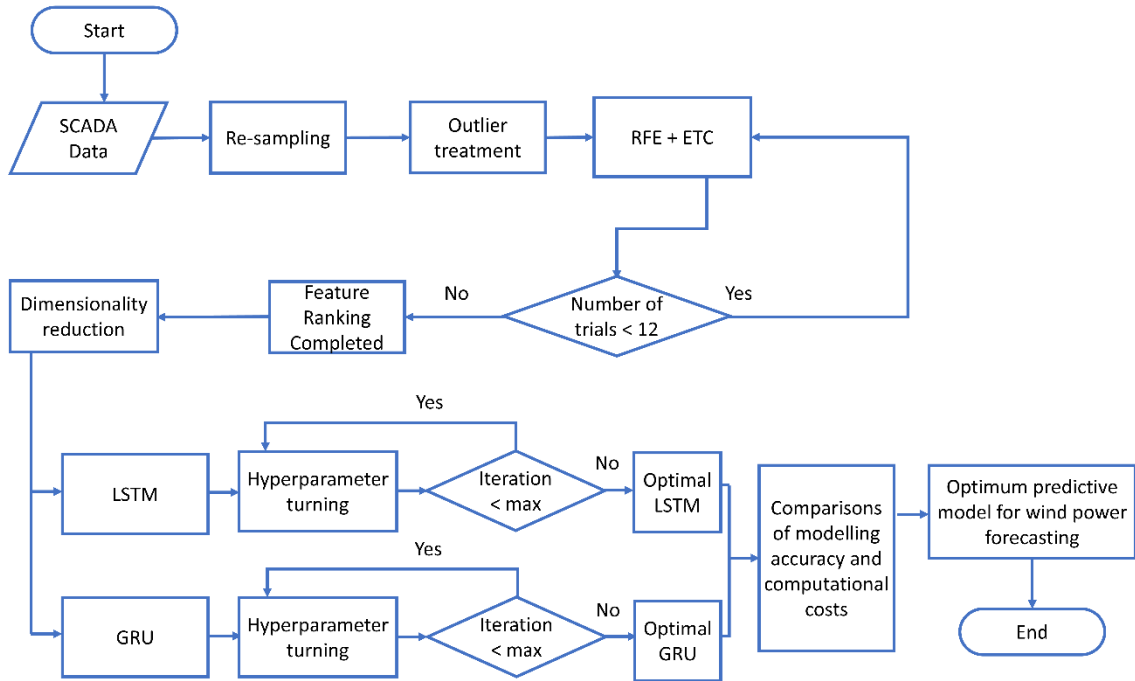 Start
SCADA
Data
Re-sampling
Outlier
treatment
RFE + ETC
Number of
trials < 12
Yes
No
Feature
Ranking
Completed
Dimensionality
reduction
LSTM
Hyperparameter
turning
Yes
Iteration
< max
No
Optimal
LSTM
GRU
Hyperparameter
turning
Yes
Iteration
< max
No
Optimal
GRU
Comparisons
of modelling
accuracy and
computational
costs
Optimum predictive
model for wind power
forecasting
End